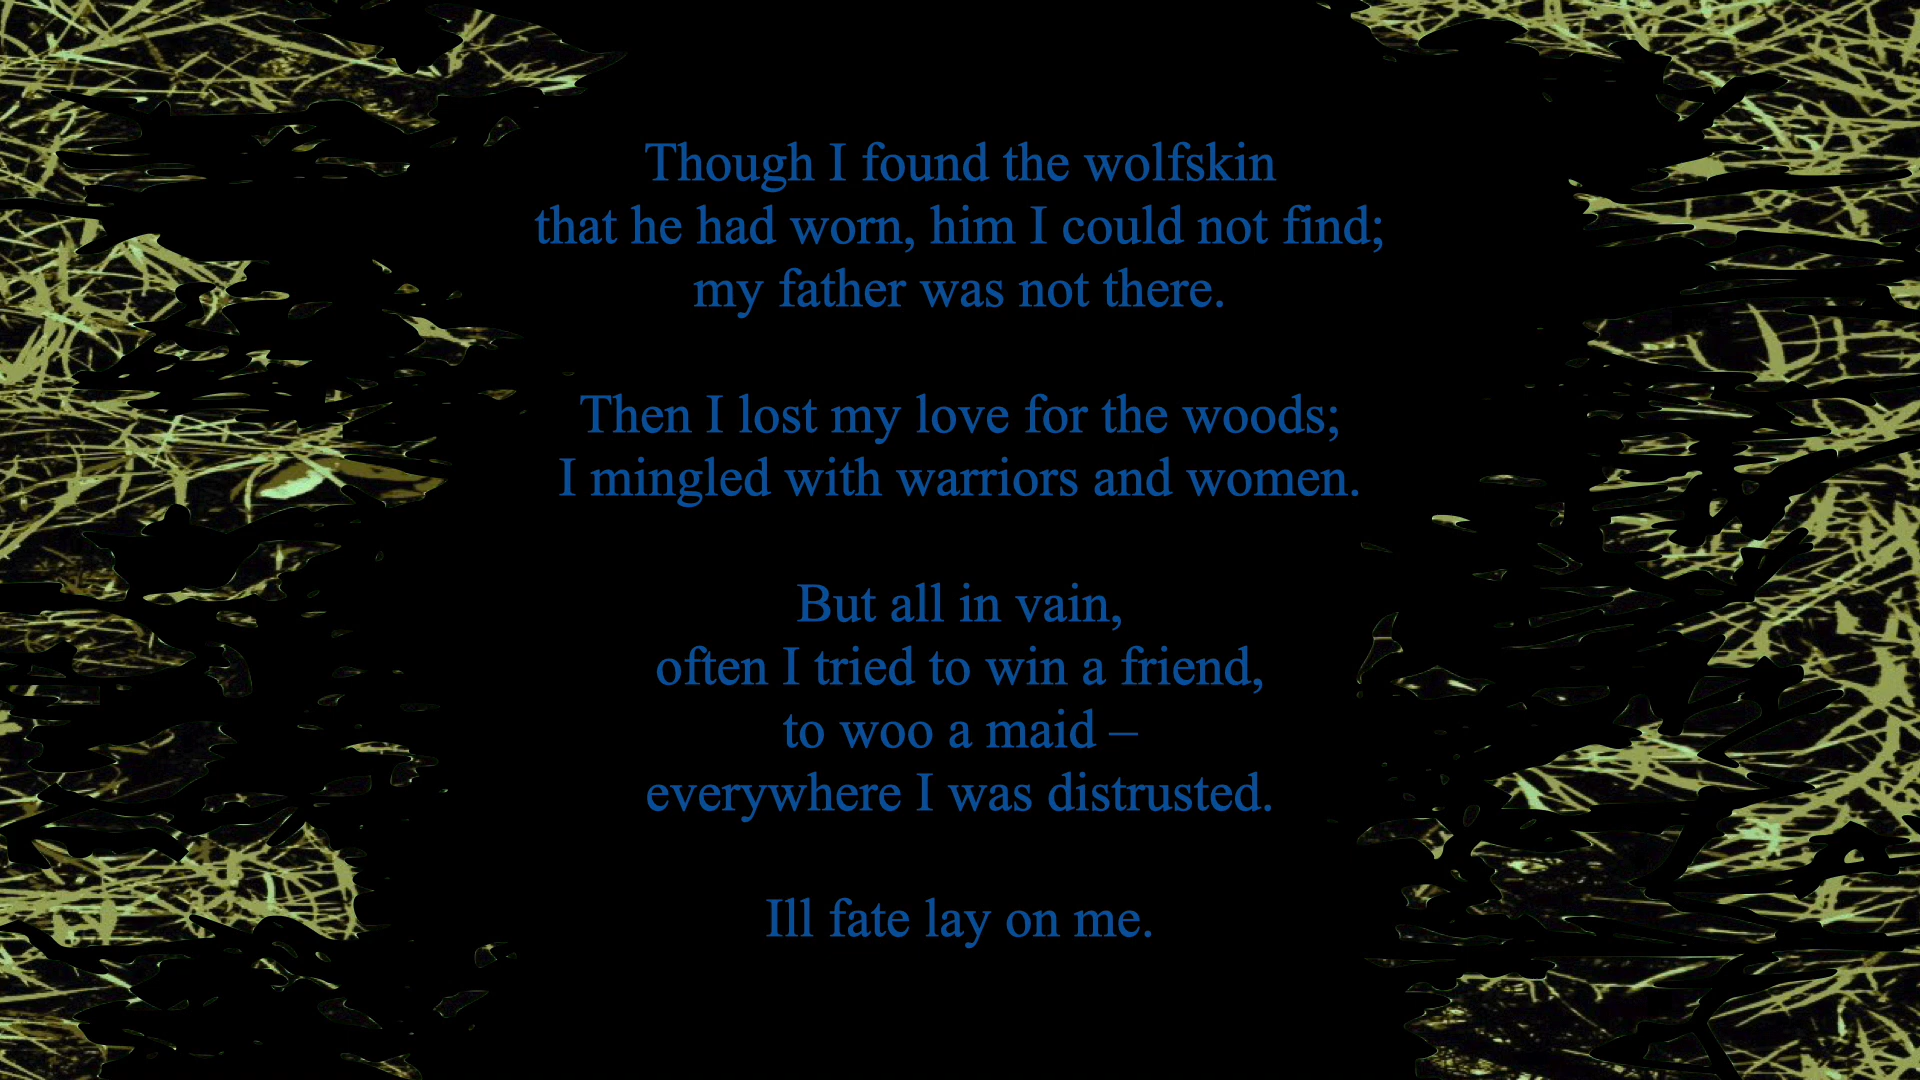 Though I found the wolfskin
that he had worn, him I could not find;
my father was not there.
Then I lost my love for the woods;
I mingled with warriors and women.
But all in vain,
often I tried to win a friend,
to woo a maid –
everywhere I was distrusted.
Ill fate lay on me.